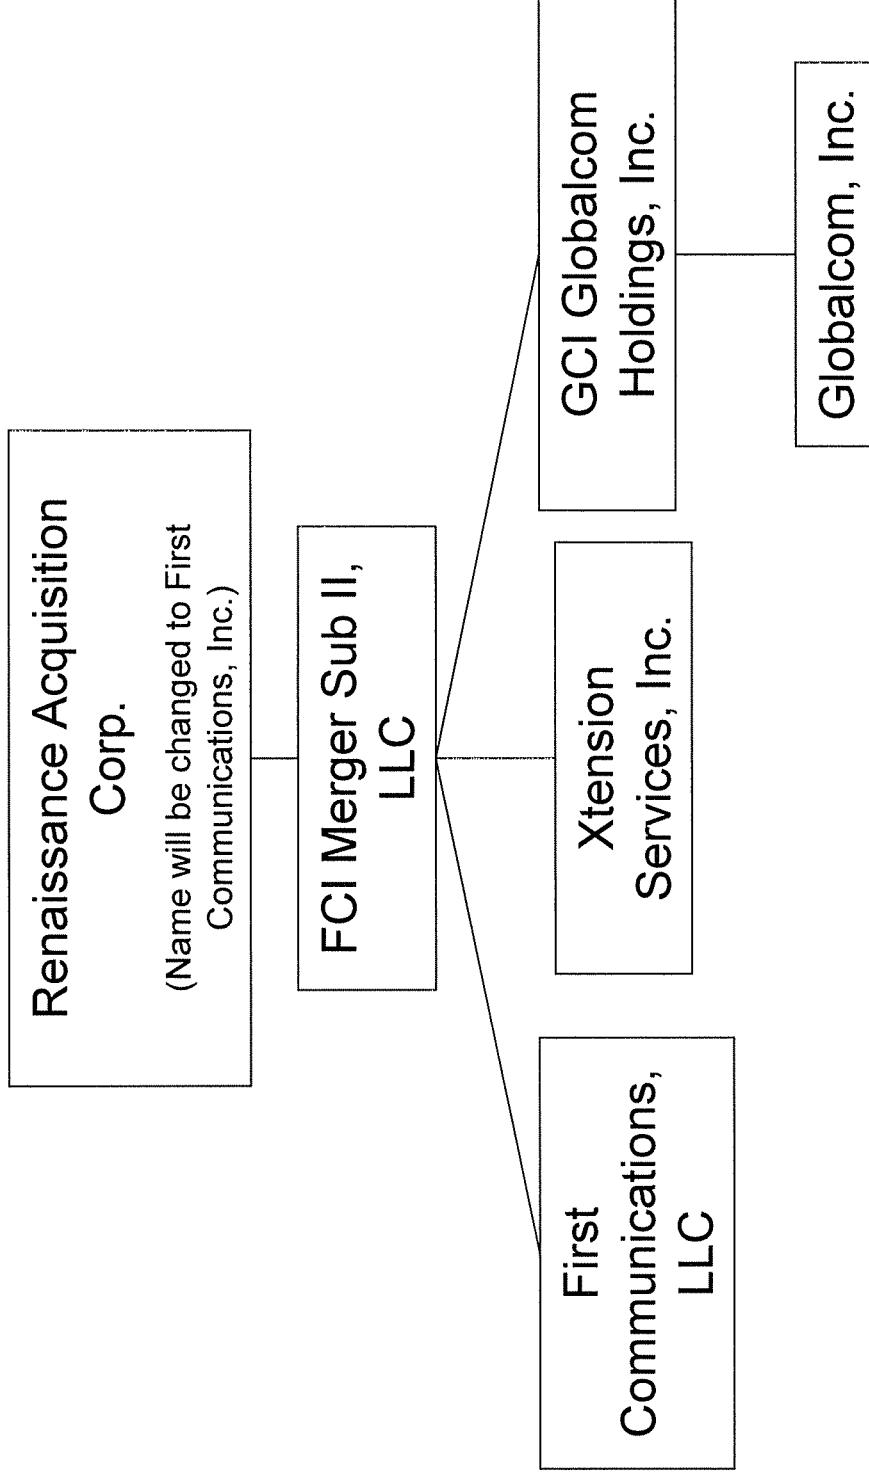 Renaissance Acquisition
Corp.
(Name will be changed to First
Communications, Inc.)
FCI Merger Sub II,
LLC
First
Communications,
LLC
Xtension
Services, Inc.
GCI Globalcom
Holdings, Inc.
Globalcom, Inc.